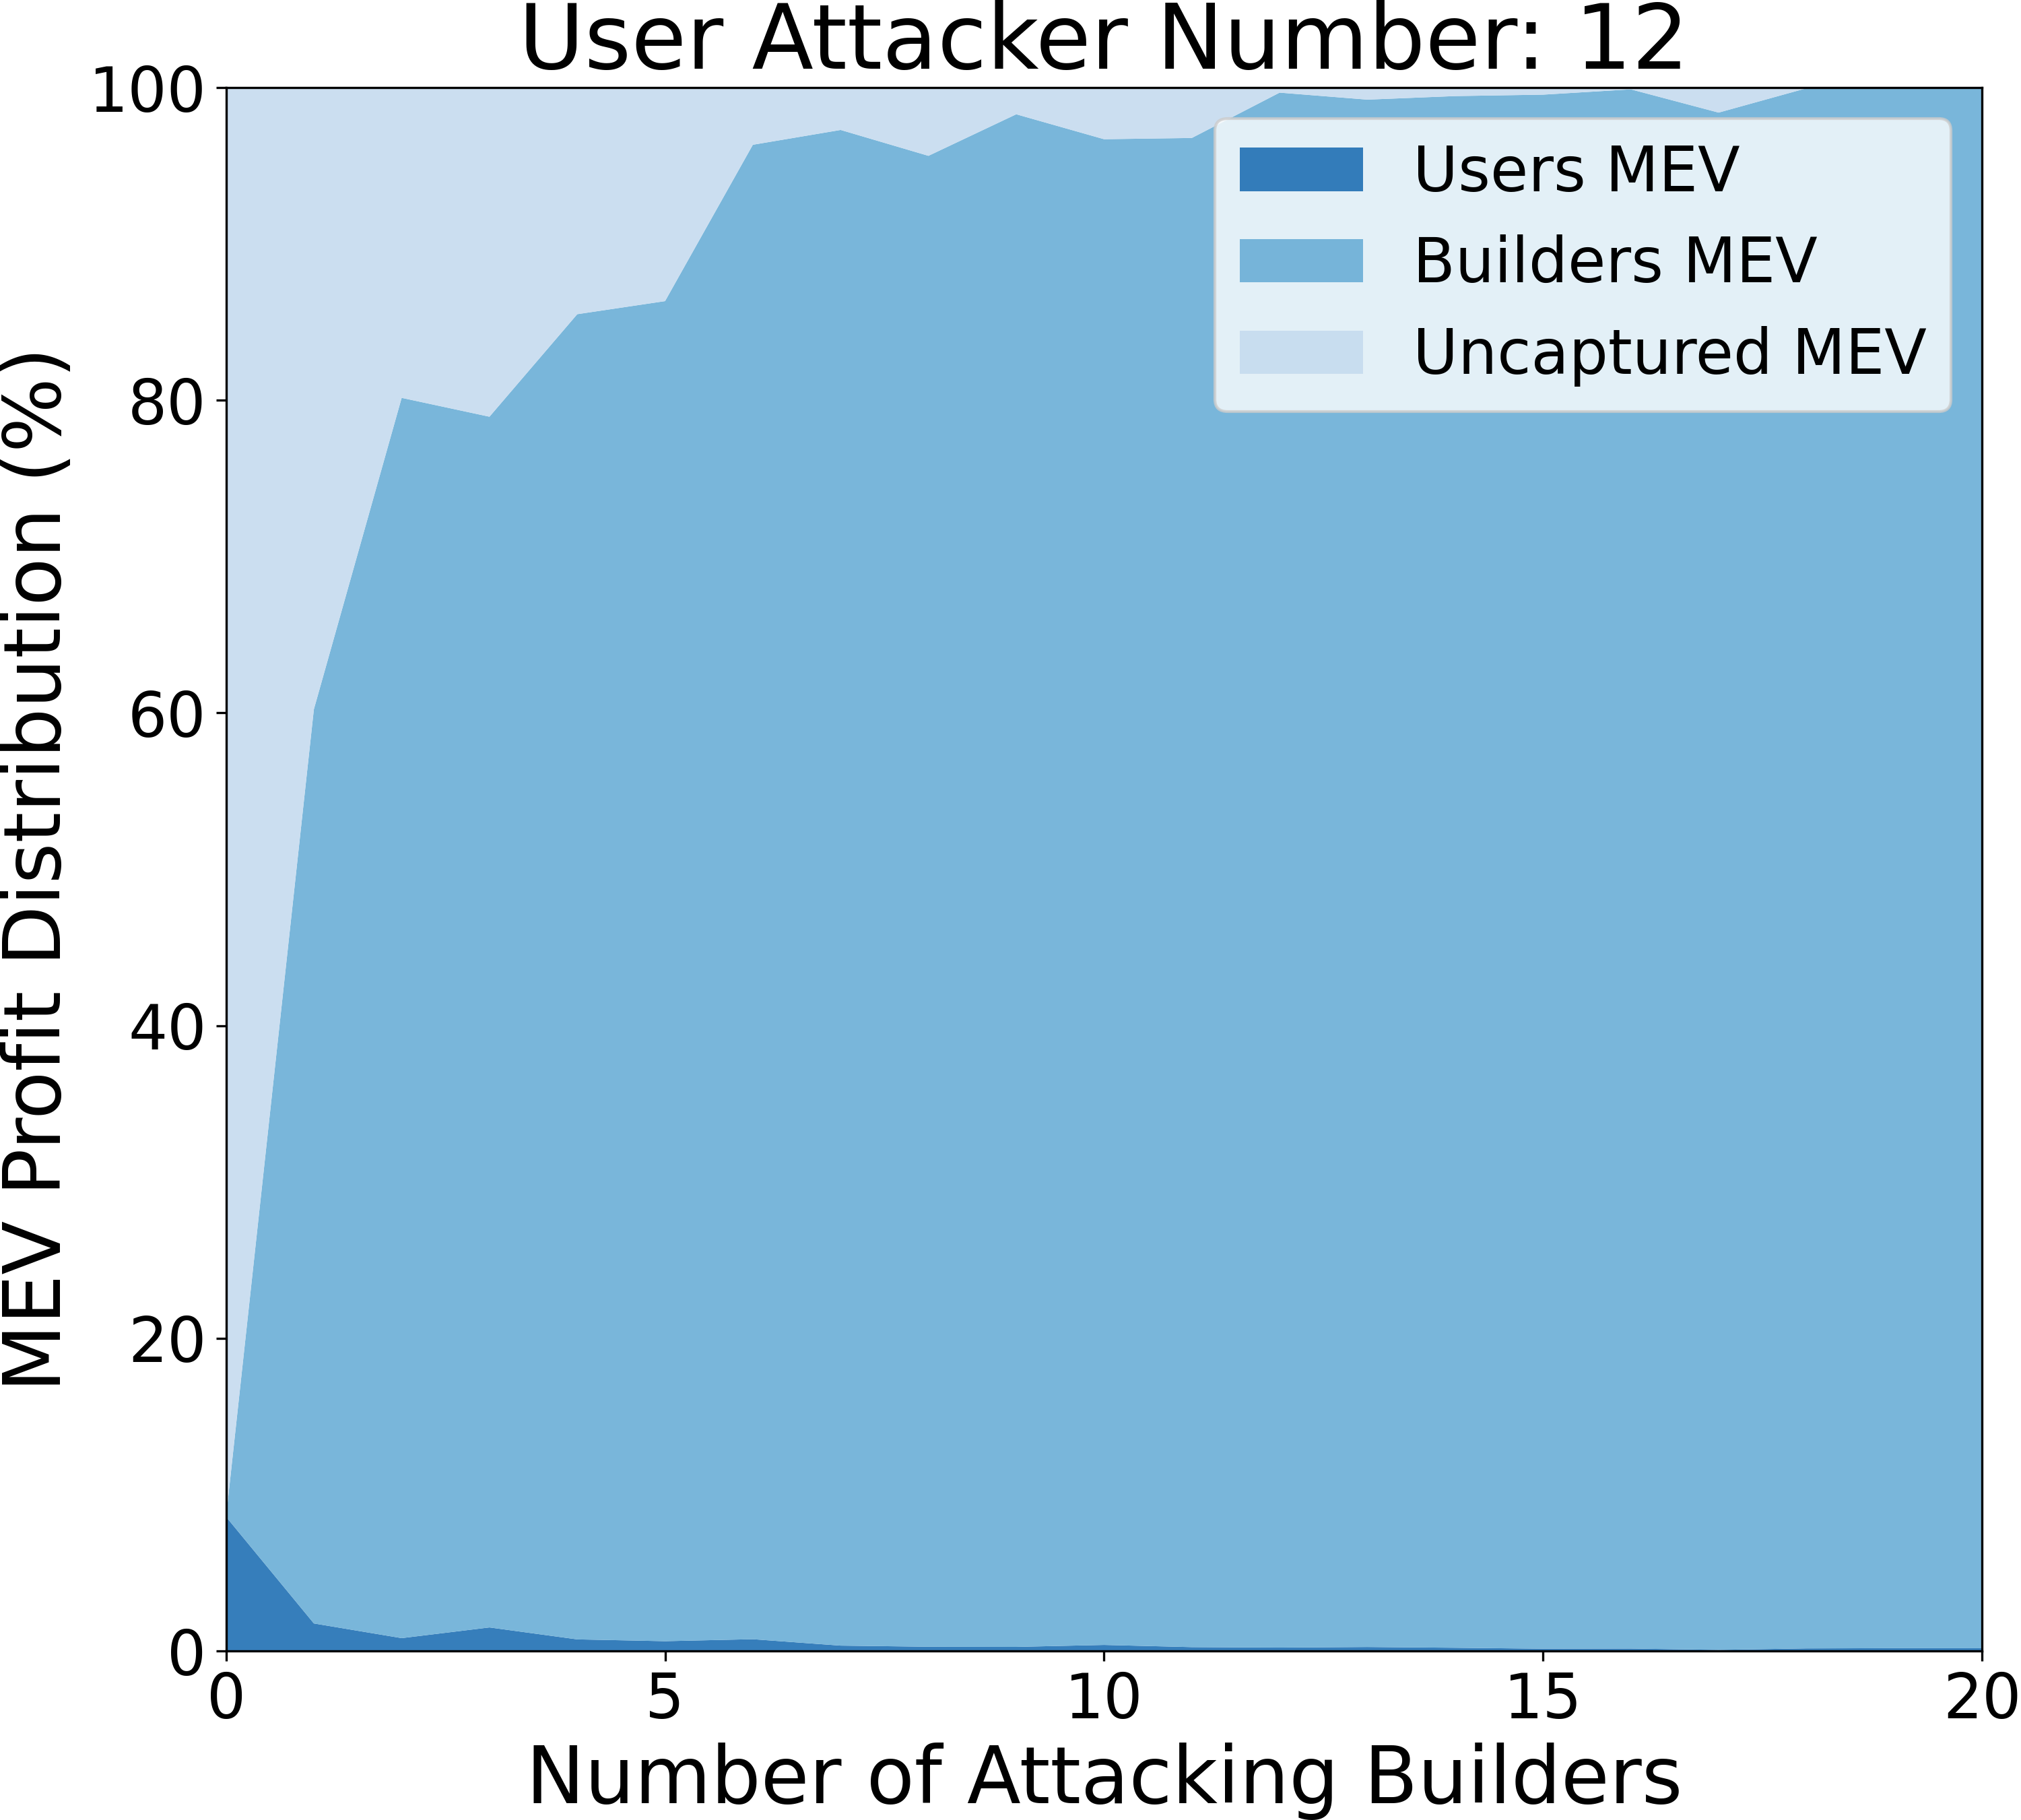 User Attacker Number: 12
MEV Profit Distribution (%)
100
80
60
40
20
0
Users MEV
Builders MEV
Uncaptured MEV
0 5 10 15 20
Number of Attacking Builders